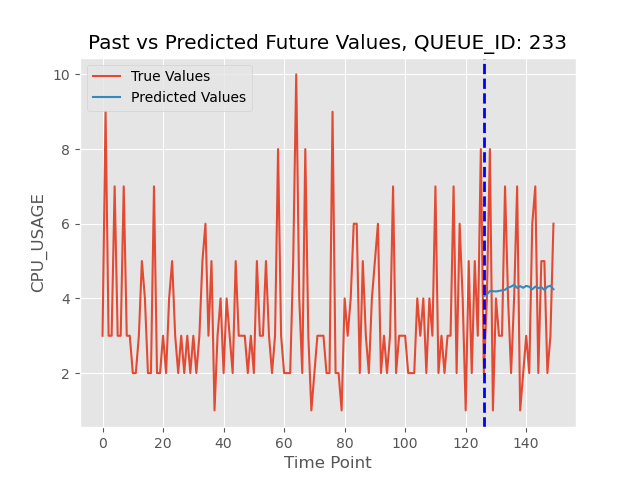 Past vs Predicted Future Values, QUEUE_ID: 233
True Values
Predicted Values
CPU_USAGE
10
8
6
4
2
0 20 40 60 80 100 120 140
Time Point